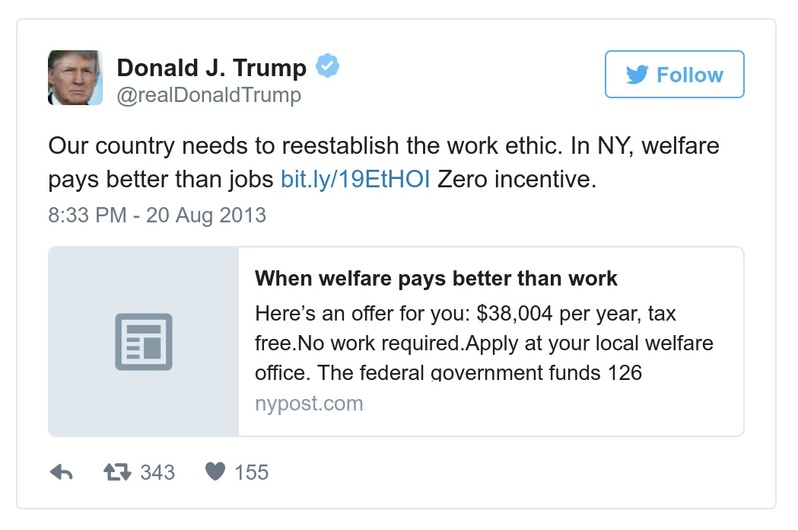 Donald J. Trump
@realDonaldTrump
Follow
Our country needs to reestablish the work ethic. In NY, welfare
pays better than jobs bit.ly/19EtHOI Zero incentive.
8:33 PM - 20 Aug 2013
When welfare pays better than work
Here’s an offer for you: $38,004 per year, tax
free.No work required.Apply at your local welfare
office. The federal government funds 126
nypost.com
343
155